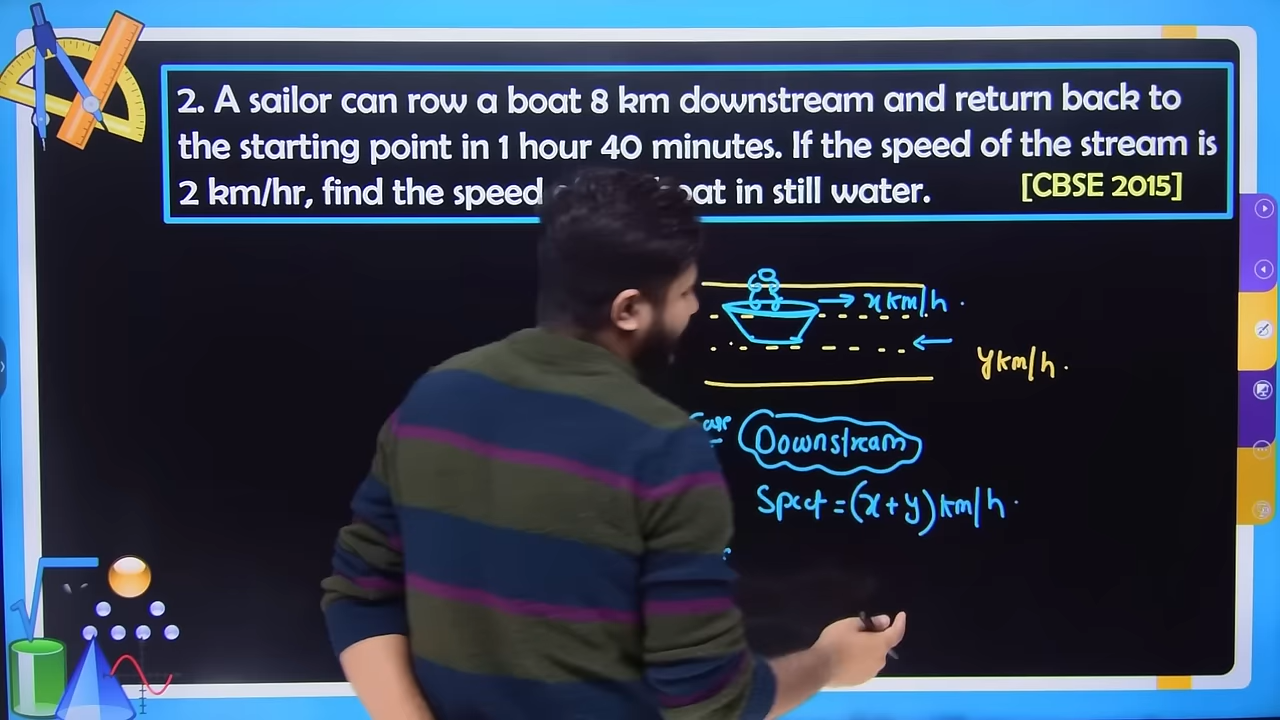 2. A sailor can row a boat 8 km downstream and return back to
the starting point in 1 hour 40 minutes. If the speed of the stream is
2 km/hr, find the speed boat in still water. [CBSE 2015]
x km/h.
y km/h.
Case Downstream
Speed = (x + y) km/h.